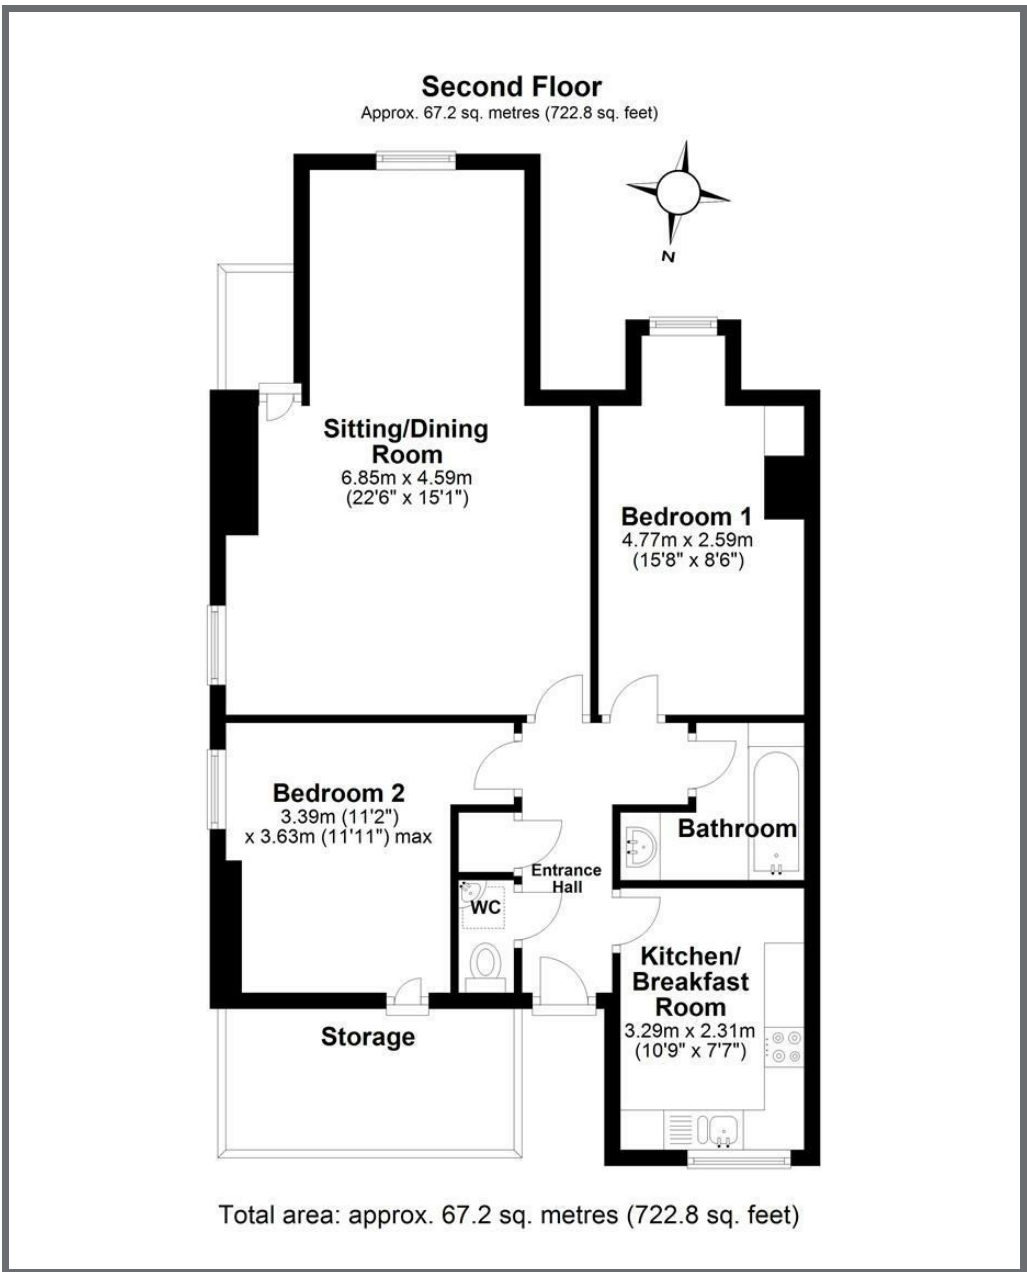 Second Floor
Approx. 67.2 sq. metres (722.8 sq. feet)
N
Sitting/Dining
Room
6.85m x 4.59m
(22'6" x 15'1")
Bedroom 1
4.77m x 2.59m
(15'8" x 8'6")
Bedroom 2
3.39m (11'2")
x 3.63m (11'11") max
Bathroom
Entrance
Hall
WC
Kitchen/
Breakfast
Room
3.29m x 2.31m
(10'9" x 7'7")
Storage
Total area: approx. 67.2 sq. metres (722.8 sq. feet)